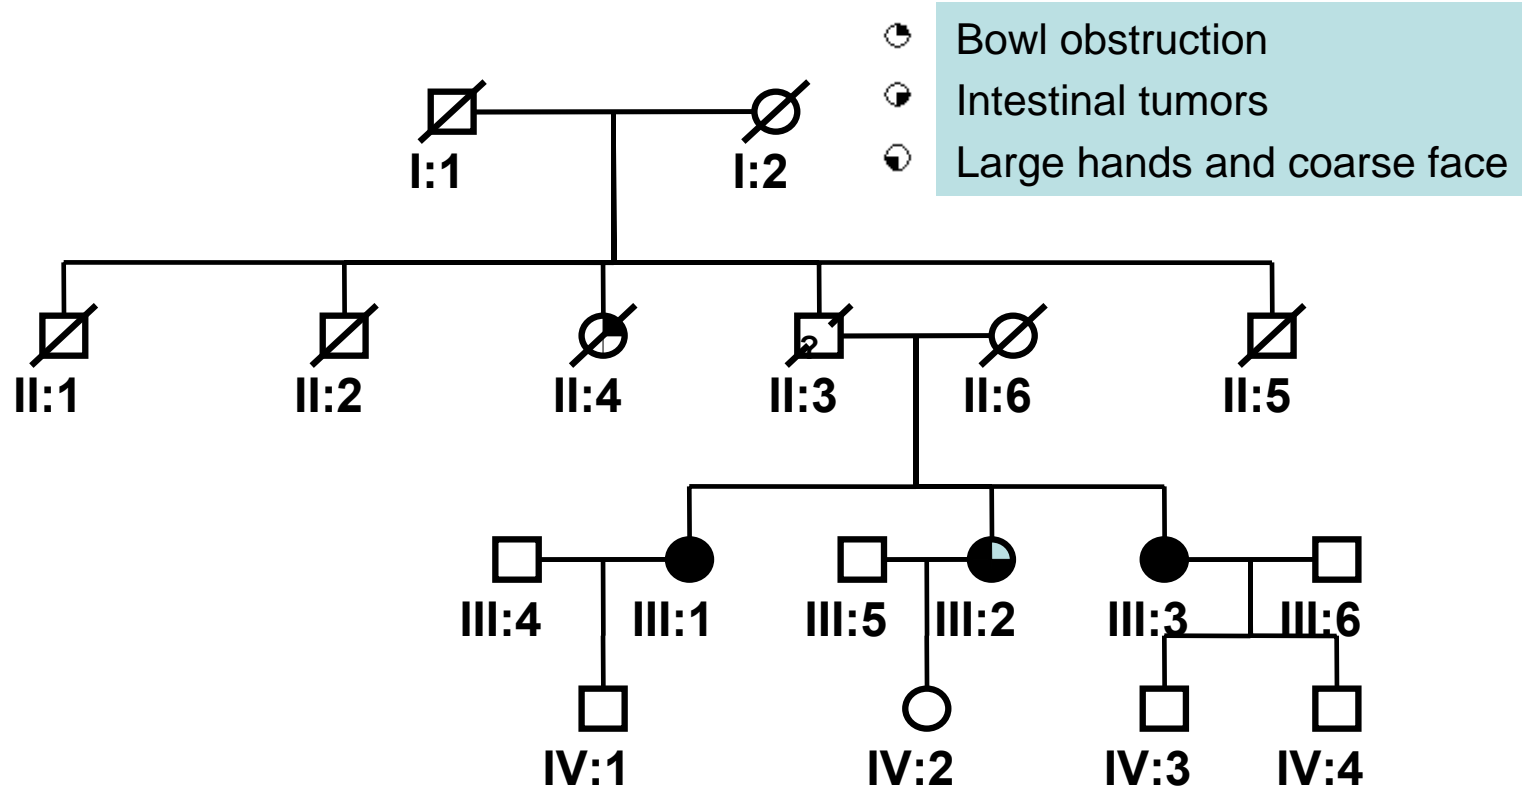 Bowl obstruction
Intestinal tumors
Large hands and coarse face
I:1 I:2
?
II:1 II:2 II:4 II:3 II:6 II:5
III:4 III:1 III:5 III:2 III:3 III:6
IV:1 IV:2 IV:3 IV:4